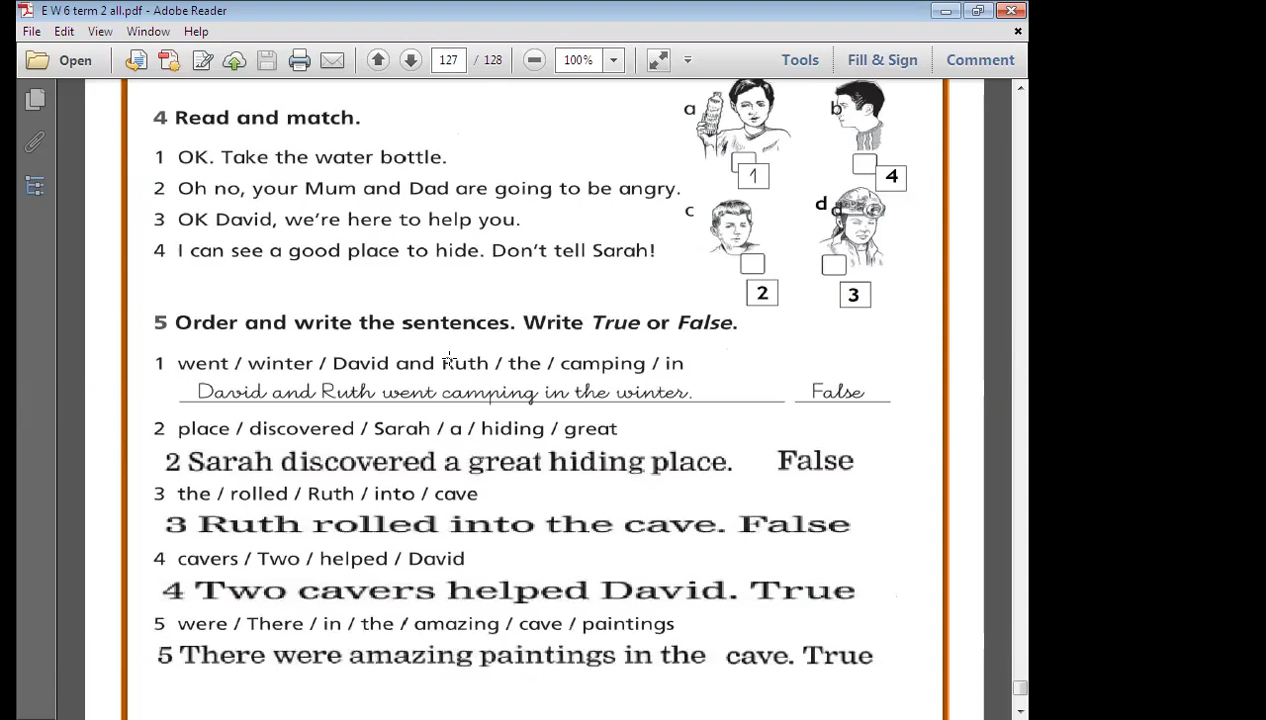 E W 6 term 2 all.pdf - Adobe Reader
File Edit View Window Help
Open 127 / 128 100% Tools Fill & Sign Comment
4 Read and match.
a b
1 OK. Take the water bottle.
1 4
2 Oh no, your Mum and Dad are going to be angry.
c d d
3 OK David, we're here to help you.
4 I can see a good place to hide. Don't tell Sarah!
2 3
5 Order and write the sentences. Write True or False.
1 went / winter / David and Ruth / the / camping / in
David and Ruth went camping in the winter. False
2 place / discovered / Sarah / a / hiding / great
2 Sarah discovered a great hiding place. False
3 the / rolled / Ruth / into / cave
3 Ruth rolled into the cave. False
4 cavers / Two / helped / David
4 Two cavers helped David. True
5 were / There / in / the / amazing / cave / paintings
5 There were amazing paintings in the cave. True